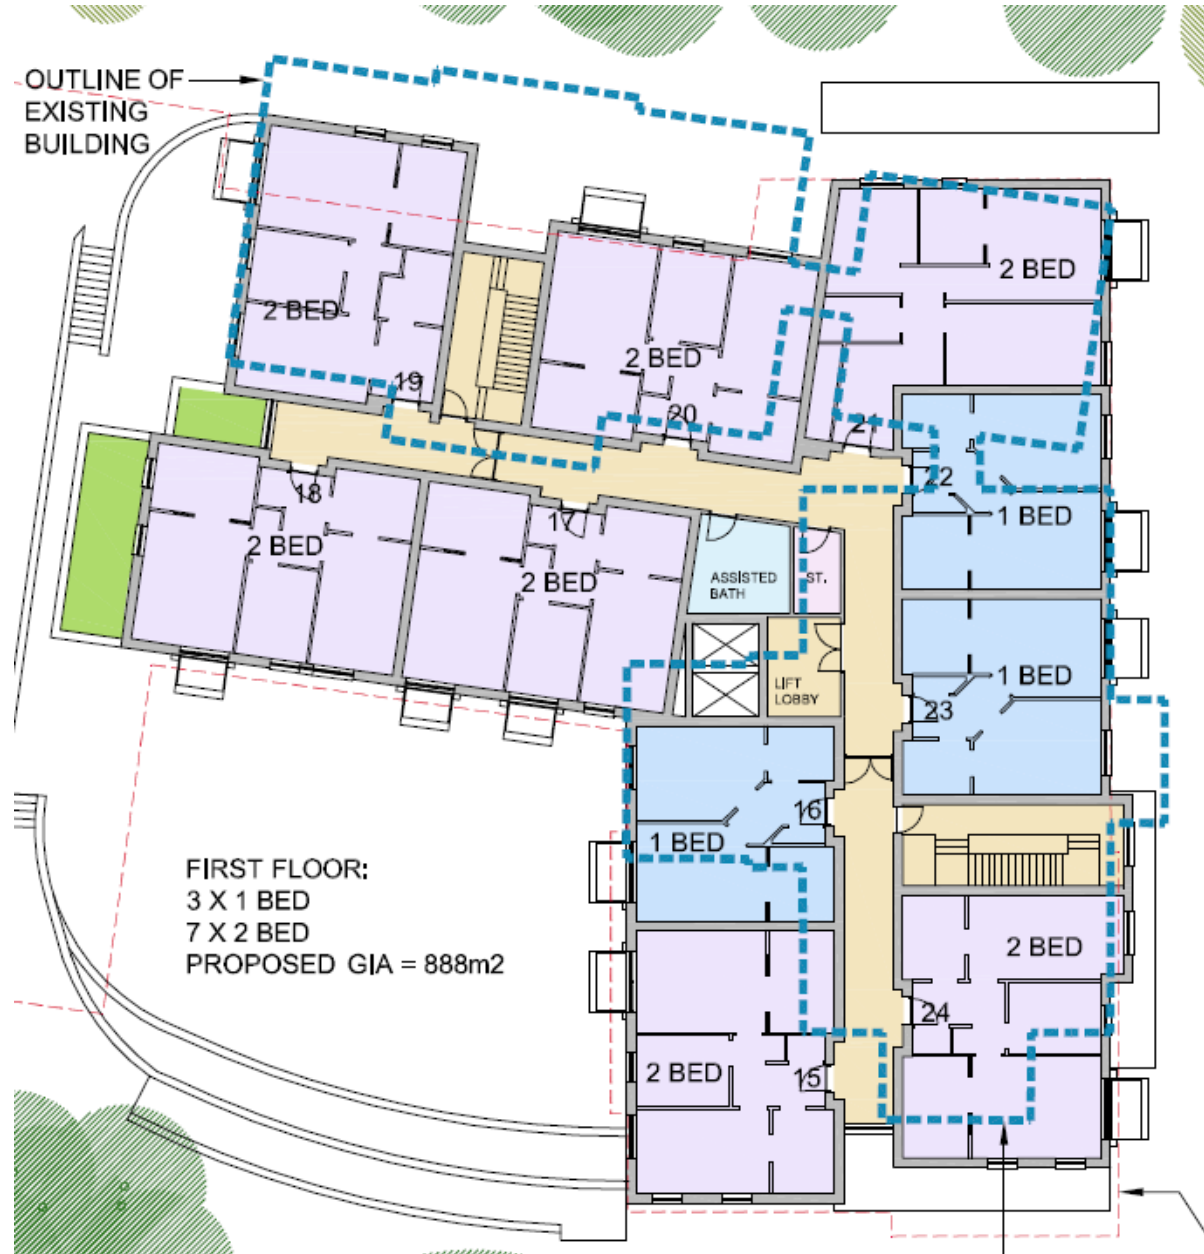 OUTLINE OF
EXISTING
BUILDING
2 BED
2 BED
2 BED
19
20
21
22
1 BED
18
2 BED
17
2 BED
ASSISTED
BATH
ST.
1 BED
LIFT
LOBBY
23
16
1 BED
FIRST FLOOR:
3 X 1 BED
7 X 2 BED
PROPOSED GIA = 888m2
2 BED
24
2 BED
15